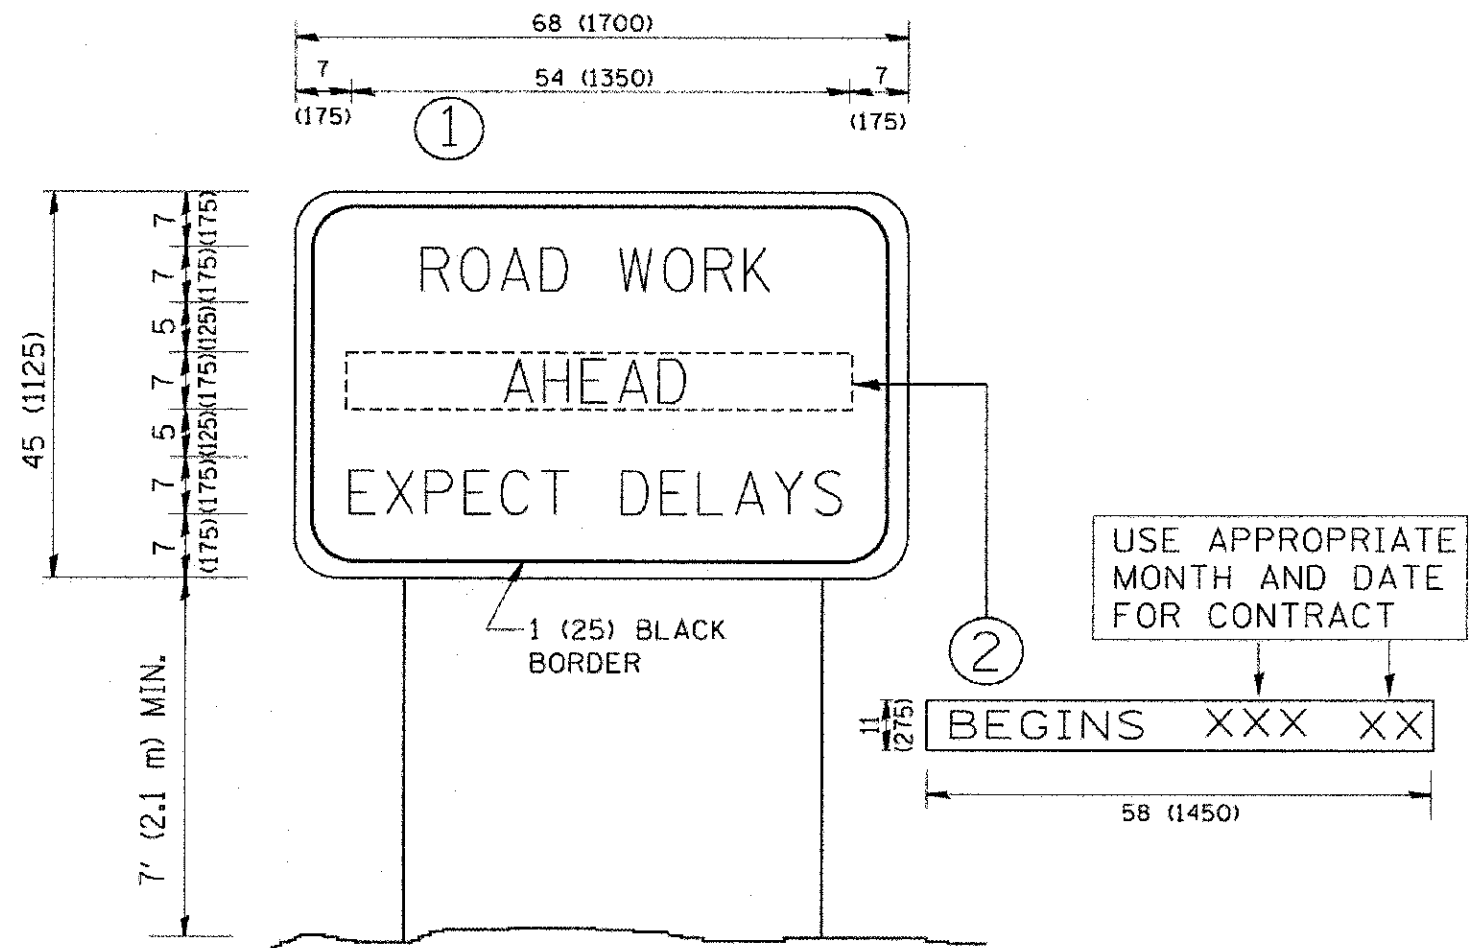 68 (1700)
7 54 (1350) 7
(175) (175)
1
45 (1125)
7 (175)
7 (175)
5 (125)
7 (175)
5 (125)
7 (175)
7 (175)
ROAD WORK
AHEAD
EXPECT DELAYS
1 (25) BLACK
BORDER
7' (2.1 m) MIN.
USE APPROPRIATE
MONTH AND DATE
FOR CONTRACT
2
11
(275)
BEGINS XXX XX
58 (1450)